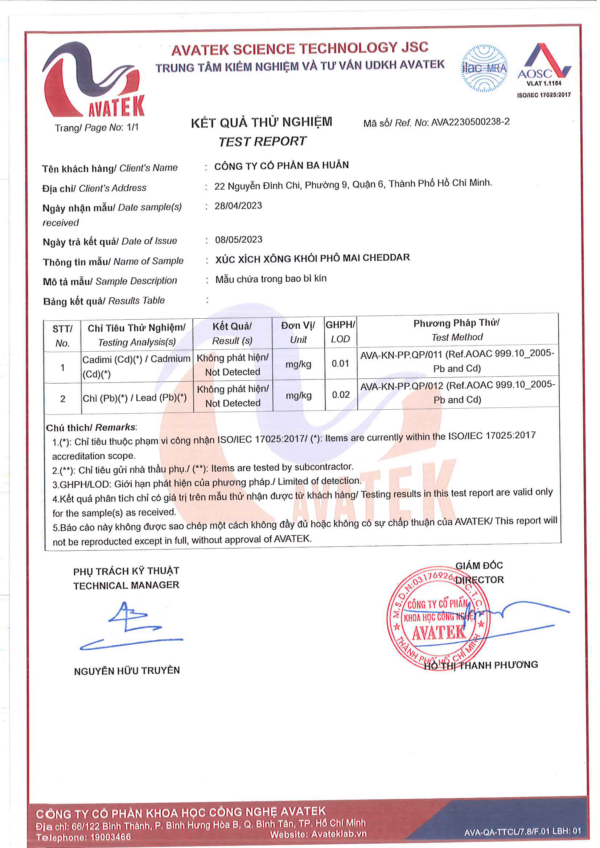 AVATEK
AVATEK SCIENCE TECHNOLOGY JSC
TRUNG TÂM KIỂM NGHIỆM VÀ TƯ VẤN UDKH AVATEK
ilac-MRA
AOSC
VLAT 1.1154
ISO/IEC 17025:2017
Trang/ Page No: 1/1
KẾT QUẢ THỬ NGHIỆM
TEST REPORT
Mã số/ Ref. No: AVA2230500238-2
Tên khách hàng/ Client's Name : CÔNG TY CỔ PHẦN BA HUÂN
Địa chỉ/ Client's Address : 22 Nguyễn Đình Chi, Phường 9, Quận 6, Thành Phố Hồ Chí Minh.
Ngày nhận mẫu/ Date sample(s) received : 28/04/2023
Ngày trả kết quả/ Date of Issue : 08/05/2023
Thông tin mẫu/ Name of Sample : XÚC XÍCH XÔNG KHÓI PHÔ MAI CHEDDAR
Mô tả mẫu/ Sample Description : Mẫu chứa trong bao bì kín
Bảng kết quả/ Results Table :
STT/ No. Chỉ Tiêu Thử Nghiệm/ Testing Analysis(s) Kết Quả/ Result (s) Đơn Vị/ Unit GHPH/ LOD Phương Pháp Thử/ Test Method
1 Cadimi (Cd)(*) / Cadmium (Cd)(*) Không phát hiện/ Not Detected mg/kg 0.01 AVA-KN-PP.QP/011 (Ref.AOAC 999.10_2005-Pb and Cd)
2 Chì (Pb)(*) / Lead (Pb)(*) Không phát hiện/ Not Detected mg/kg 0.02 AVA-KN-PP.QP/012 (Ref.AOAC 999.10_2005-Pb and Cd)
Chú thích/ Remarks:
1.(*): Chỉ tiêu thuộc phạm vi công nhận ISO/IEC 17025:2017/ (*): Items are currently within the ISO/IEC 17025:2017
accreditation scope.
2.(**): Chỉ tiêu gửi nhà thầu phụ./ (**): Items are tested by subcontractor.
3.GHPH/LOD: Giới hạn phát hiện của phương pháp./ Limited of detection.
4.Kết quả phân tích chỉ có giá trị trên mẫu thử nhận được từ khách hàng/ Testing results in this test report are valid only
for the sample(s) as received.
5.Báo cáo này không được sao chép một cách không đầy đủ hoặc không có sự chấp thuận của AVATEK/ This report will
not be reproduced except in full, without approval of AVATEK.
PHỤ TRÁCH KỸ THUẬT
TECHNICAL MANAGER
NGUYỄN HỮU TRUYỀN
GIÁM ĐỐC
DIRECTOR
CÔNG TY CỔ PHẦN
KHOA HỌC CÔNG NGHỆ
AVATEK
THÀNH PHỐ HỒ CHÍ MINH
HỒ THỊ THANH PHƯƠNG
CÔNG TY CỔ PHẦN KHOA HỌC CÔNG NGHỆ AVATEK
Địa chỉ: 66/122 Bình Thành, P. Bình Hưng Hòa B, Q. Bình Tân, TP. Hồ Chí Minh
Telephone: 19003466 Website: Avateklab.vn
AVA-QA-TTCL/7.8/F.01 LBH: 01